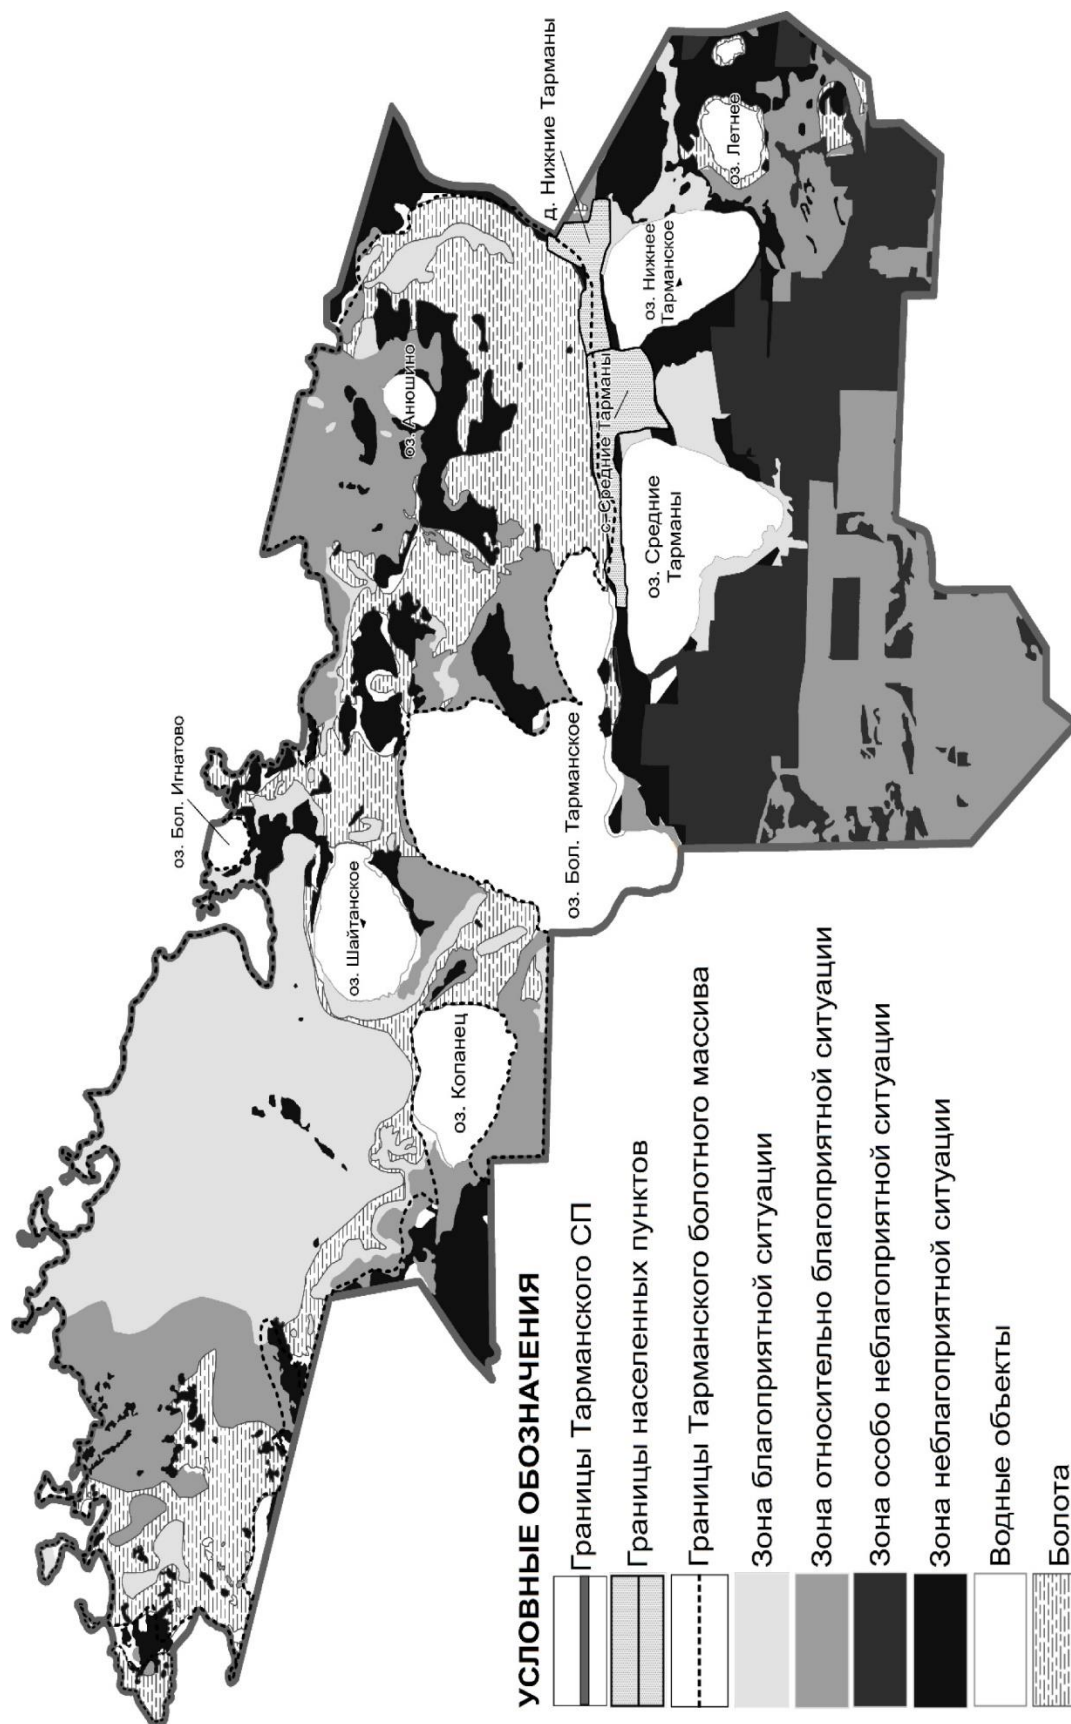 оз. Бол. Игнатово
оз. Шайтанское
оз. Копанец
оз. Бол. Тарманское
оз. Анюшино
д. Нижние Тарманы
с. Средние Тарманы
оз. Средние
Тарманы
оз. Нижнее
Тарманское
оз. Летнее
УСЛОВНЫЕ ОБОЗНАЧЕНИЯ
Границы Тарманского СП
Границы населенных пунктов
Границы Тарманского болотного массива
Зона благоприятной ситуации
Зона относительно благоприятной ситуации
Зона особо неблагоприятной ситуации
Зона неблагоприятной ситуации
Водные объекты
Болота